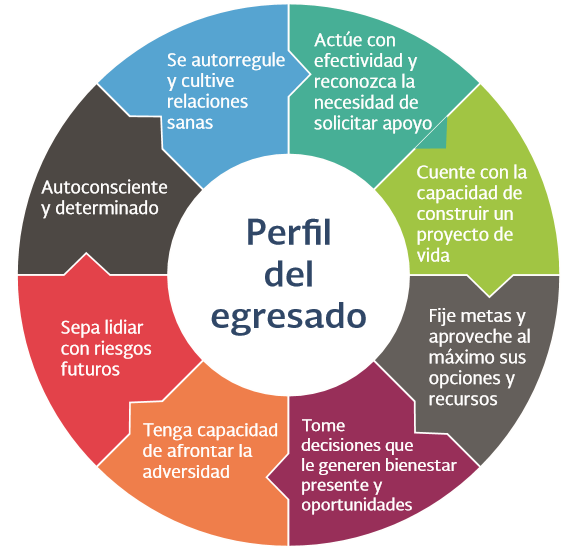 Perfil
del
egresado
Actúe con
efectividad y
reconozca la
necesidad de
solicitar apoyo
Cuente con la
capacidad de
construir un
proyecto de
vida
Fije metas y
aproveche al
máximo sus
opciones y
recursos
Tome
decisiones que
le generen bienestar
presente y
oportunidades
Tenga capacidad
de afrontar la
adversidad
Sepa lidiar
con riesgos
futuros
Autoconsciente
y determinado
Se autorregule
y cultive
relaciones
sanas